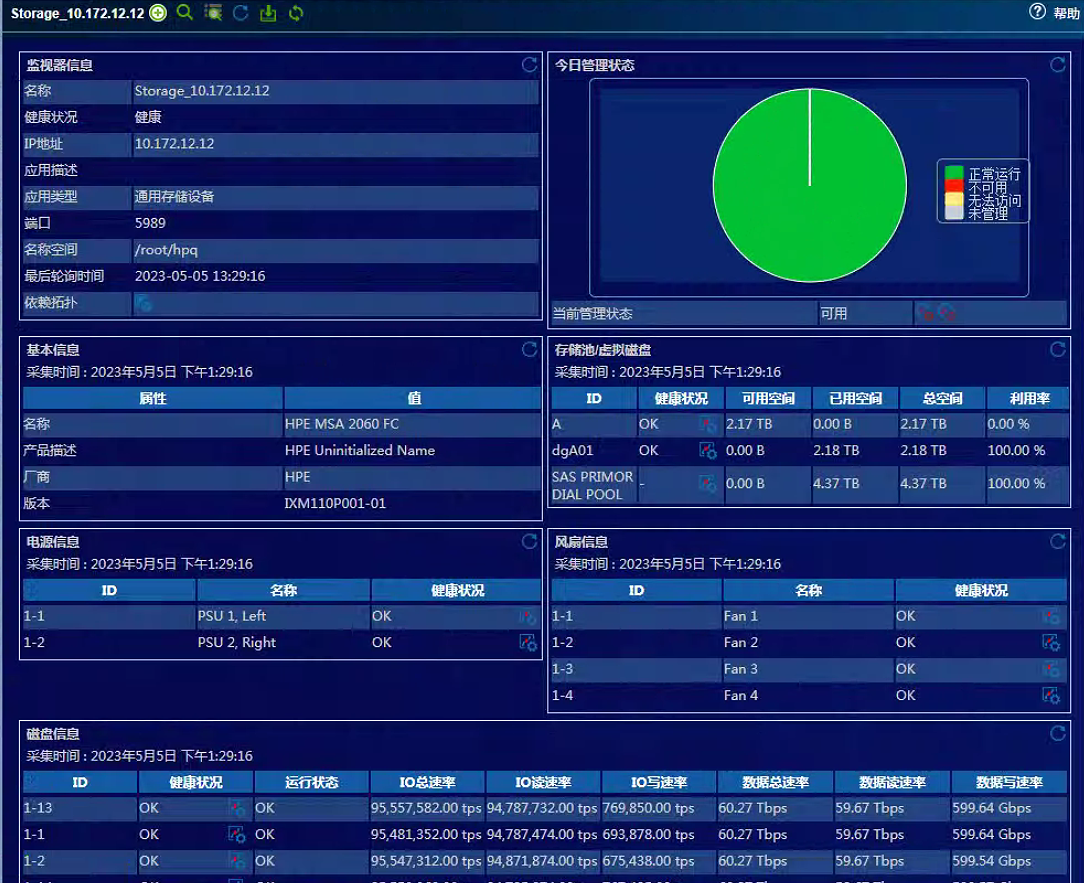 Storage_10.172.12.12
帮助
监视器信息
名称 Storage_10.172.12.12
健康状况 健康
IP地址 10.172.12.12
应用描述
应用类型 通用存储设备
端口 5989
名称空间 /root/hpq
最后轮询时间 2023-05-05 13:29:16
依赖拓扑
今日管理状态
正常运行
不可用
无法访问
未管理
当前管理状态 可用
基本信息
采集时间 : 2023年5月5日 下午1:29:16
属性 值
名称 HPE MSA 2060 FC
产品描述 HPE Uninitialized Name
厂商 HPE
版本 IXM110P001-01
存储池/虚拟磁盘
采集时间 : 2023年5月5日 下午1:29:16
ID 健康状况 可用空间 已用空间 总空间 利用率
A OK 2.17 TB 0.00 B 2.17 TB 0.00 %
dgA01 OK 0.00 B 2.18 TB 2.18 TB 100.00 %
SAS PRIMOR
DIAL POOL - 0.00 B 4.37 TB 4.37 TB 100.00 %
电源信息
采集时间 : 2023年5月5日 下午1:29:16
ID 名称 健康状况
1-1 PSU 1, Left OK
1-2 PSU 2, Right OK
风扇信息
采集时间 : 2023年5月5日 下午1:29:16
ID 名称 健康状况
1-1 Fan 1 OK
1-2 Fan 2 OK
1-3 Fan 3 OK
1-4 Fan 4 OK
磁盘信息
采集时间 : 2023年5月5日 下午1:29:16
ID 健康状况 运行状态 IO总速率 IO读速率 IO写速率 数据总速率 数据读速率 数据写速率
1-13 OK OK 95,557,582.00 tps 94,787,732.00 tps 769,850.00 tps 60.27 Tbps 59.67 Tbps 599.64 Gbps
1-1 OK OK 95,481,352.00 tps 94,787,474.00 tps 693,878.00 tps 60.27 Tbps 59.67 Tbps 599.64 Gbps
1-2 OK OK 95,547,312.00 tps 94,871,874.00 tps 675,438.00 tps 60.27 Tbps 59.67 Tbps 599.54 Gbps